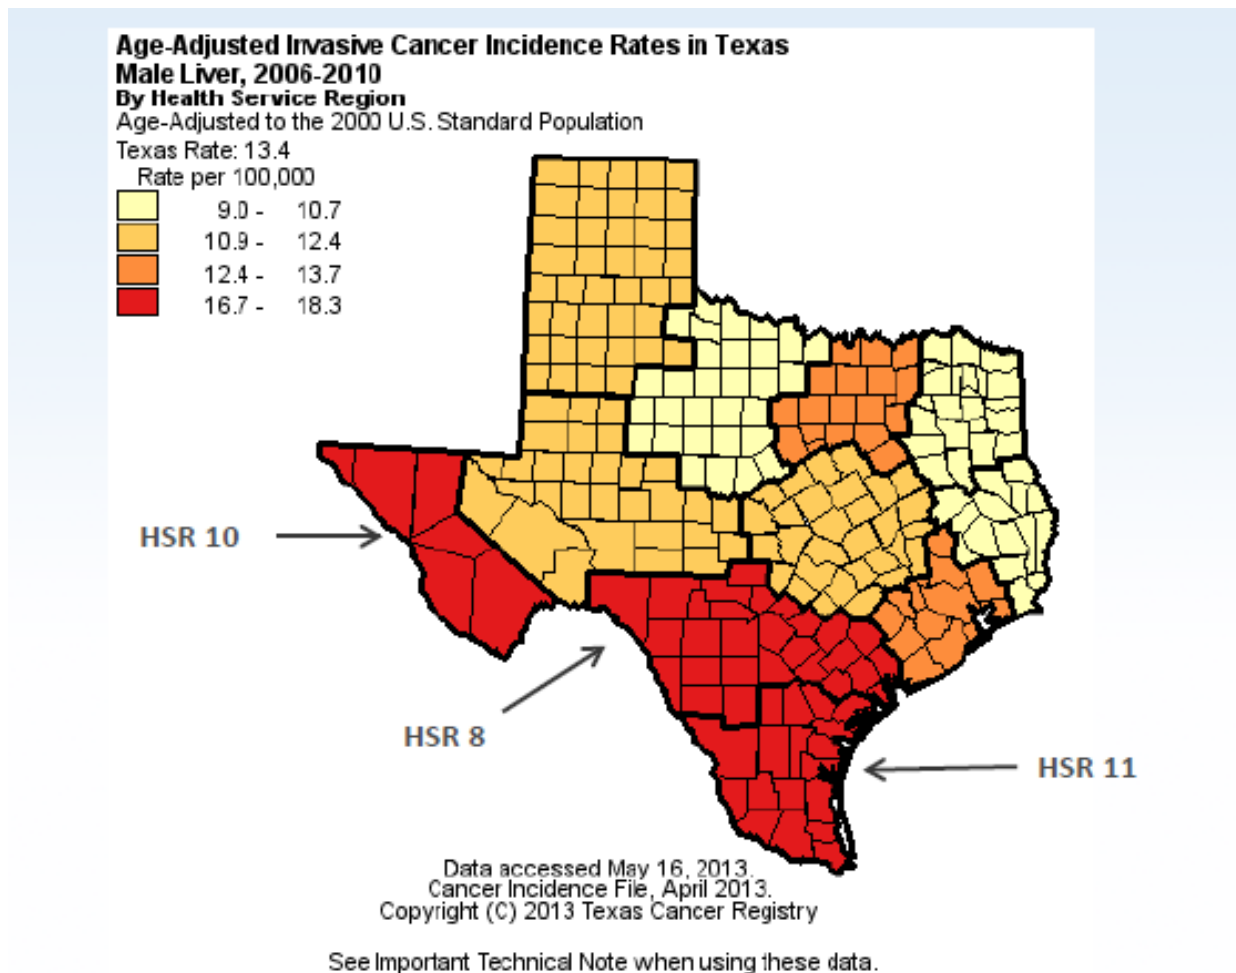 Age-Adjusted Invasive Cancer Incidence Rates in Texas
Male Liver, 2006-2010
By Health Service Region
Age-Adjusted to the 2000 U.S. Standard Population
Texas Rate: 13.4
Rate per 100,000
9.0 - 10.7
10.9 - 12.4
12.4 - 13.7
16.7 - 18.3
HSR 10
HSR 8
HSR 11
Data accessed May 16, 2013.
Cancer Incidence File, April 2013.
Copyright (C) 2013 Texas Cancer Registry
See Important Technical Note when using these data.